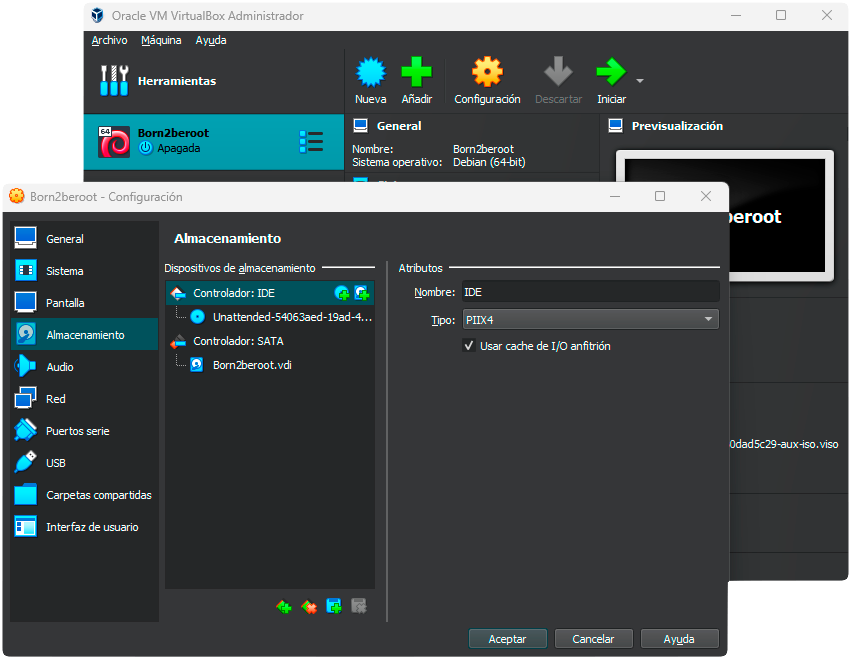 Oracle VM VirtualBox Administrador
Archivo Máquina Ayuda
Herramientas
Nueva Añadir Configuración Descartar Iniciar
64
Born2beroot
Apagada
General
Nombre: Born2beroot
Sistema operativo: Debian (64-bit)
Previsualización
beroot
0dad5c29-aux-iso.viso
Born2beroot - Configuración
General
Sistema
Pantalla
Almacenamiento
Audio
Red
Puertos serie
USB
Carpetas compartidas
Interfaz de usuario
Almacenamiento
Dispositivos de almacenamiento
Controlador: IDE
Unattended-54063aed-19ad-4...
Controlador: SATA
Born2beroot.vdi
Atributos
Nombre: IDE
Tipo: PIIX4
Usar cache de I/O anfitrión
Aceptar Cancelar Ayuda